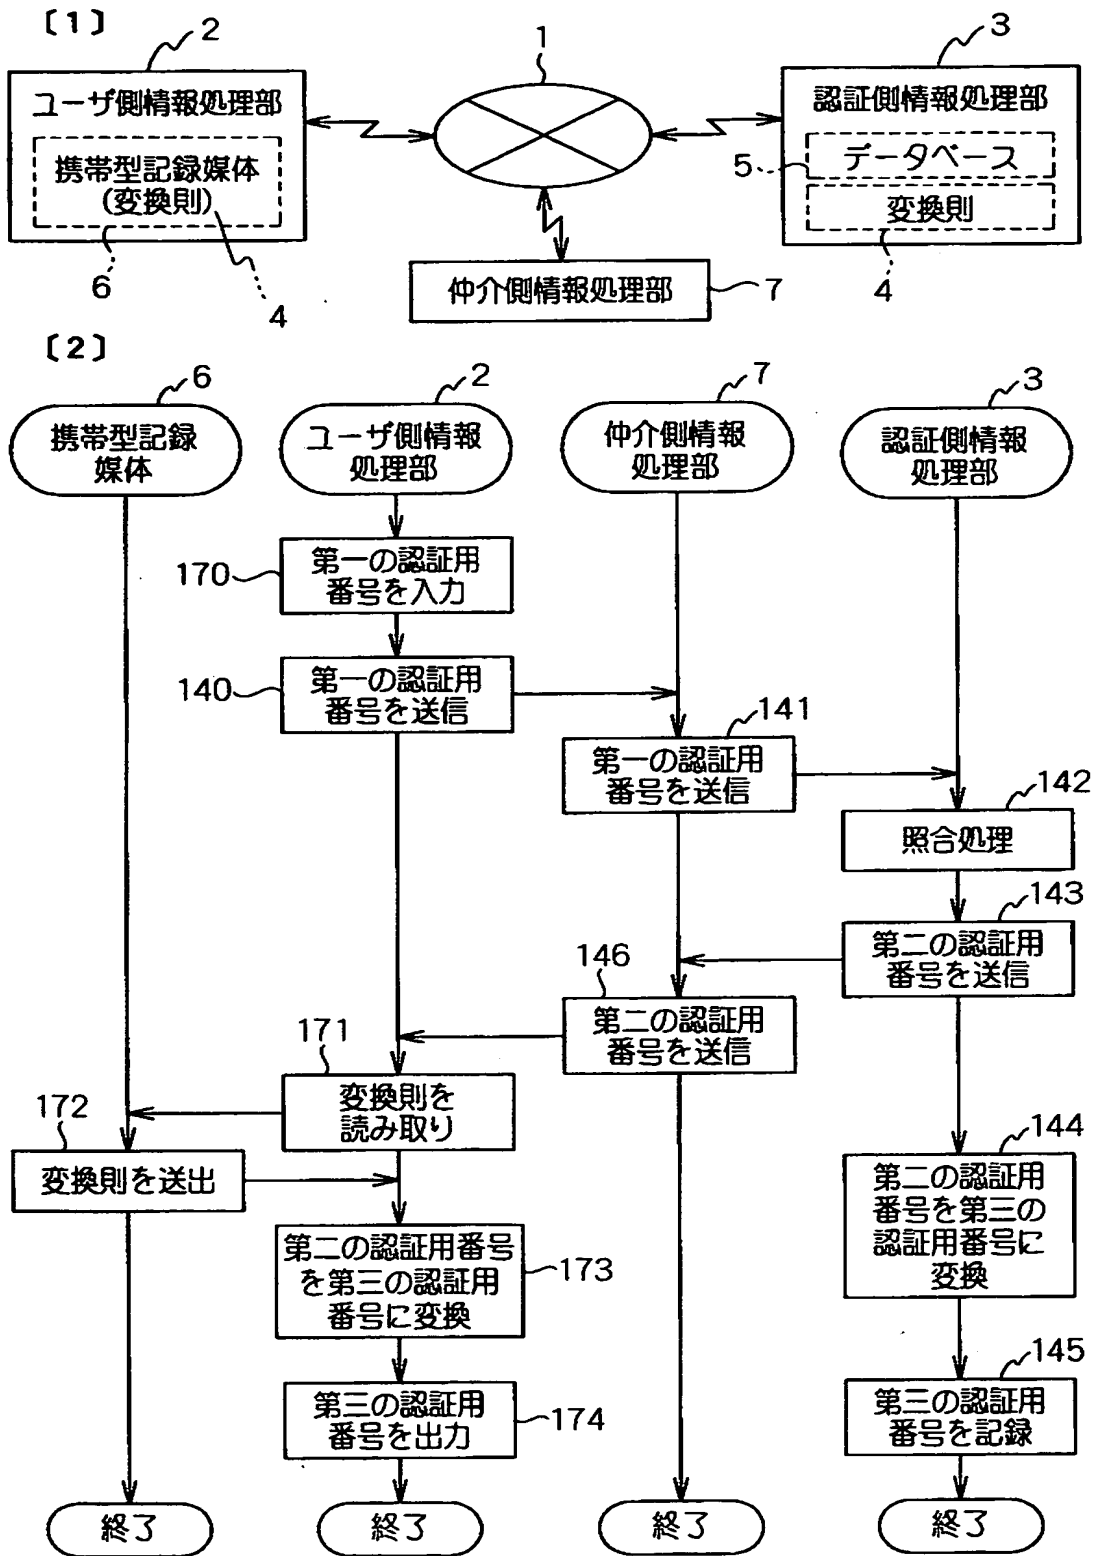 〔1〕
2
1
3
ユーザ側情報処理部
携帯型記録媒体
(変換則)
6
4
認証側情報処理部
データベース
5
変換則
4
仲介側情報処理部
7
〔2〕
6
2
7
3
携帯型記録
媒体
ユーザ側情報
処理部
仲介側情報
処理部
認証側情報
処理部
170
第一の認証用
番号を入力
140
第一の認証用
番号を送信
141
第一の認証用
番号を送信
142
照合処理
143
第二の認証用
番号を送信
146
第二の認証用
番号を送信
171
変換則を
読み取り
172
変換則を送出
144
第二の認証用
番号を第三の
認証用番号に
変換
第二の認証用番号
を第三の認証用
番号に変換
173
145
第三の認証用
番号を記録
第三の認証用
番号を出力
174
終了
終了
終了
終了